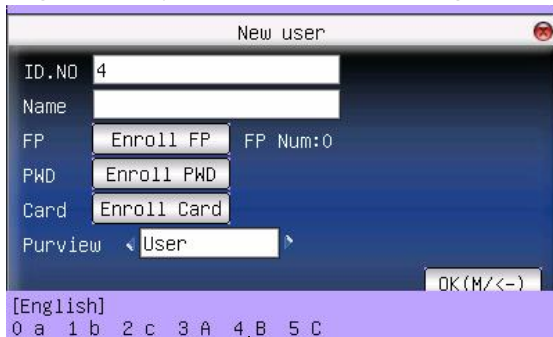 New user
ID.NO 4
Name
FP Enroll FP FP Num:0
PWD Enroll PWD
Card Enroll Card
Purview User
OK(M/<-)
[English]
0 a 1 b 2 c 3 A 4 B 5 C